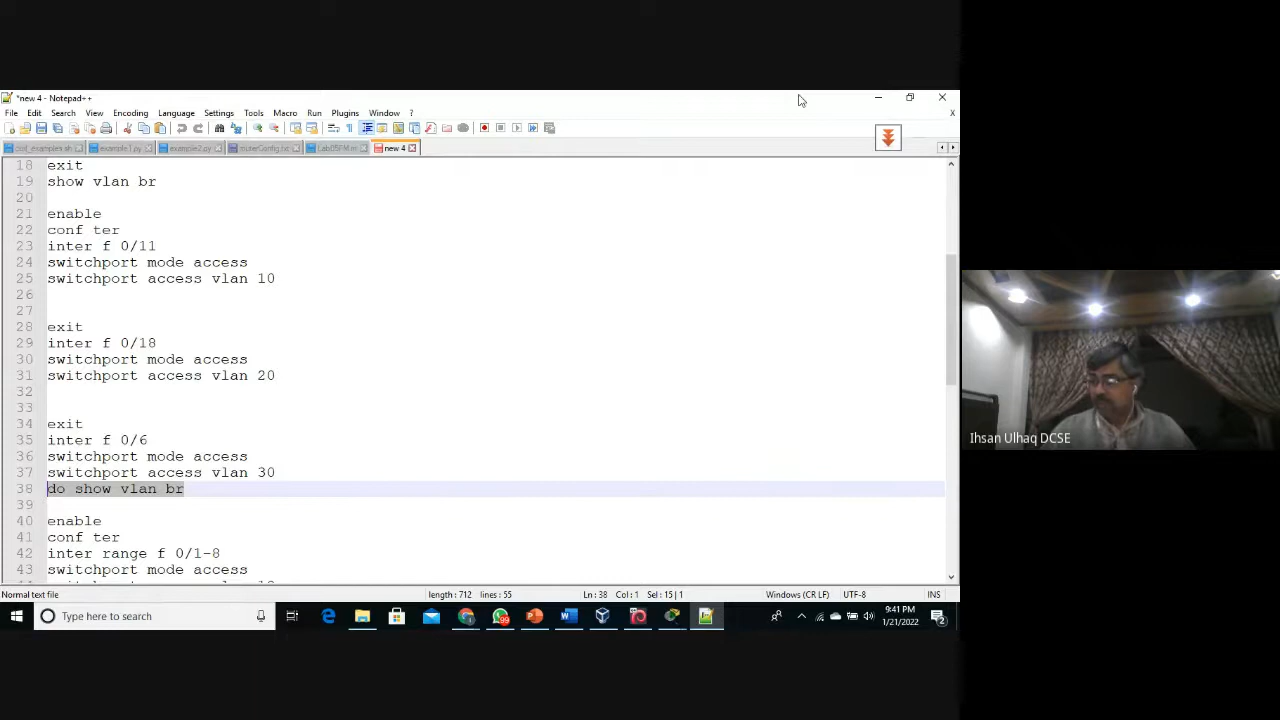 *new 4 - Notepad++
File Edit Search View Encoding Language Settings Tools Macro Run Plugins Window ? X
example1.py example2.py new 4
18 exit
19 show vlan br
20
21 enable
22 conf ter
23 inter f 0/11
24 switchport mode access
25 switchport access vlan 10
26
27
28 exit
29 inter f 0/18
30 switchport mode access
31 switchport access vlan 20
32
33
34 exit
35 inter f 0/6
36 switchport mode access
37 switchport access vlan 30
38 do show vlan br
39
40 enable
41 conf ter
42 inter range f 0/1-8
43 switchport mode access
Normal text file length: 712 lines: 55 Ln: 38 Col: 1 Sel: 15 | 1 Windows (CR LF) UTF-8 INS
Type here to search 99 9:41 PM
1/21/2022 2
Ihsan Ulhaq DCSE